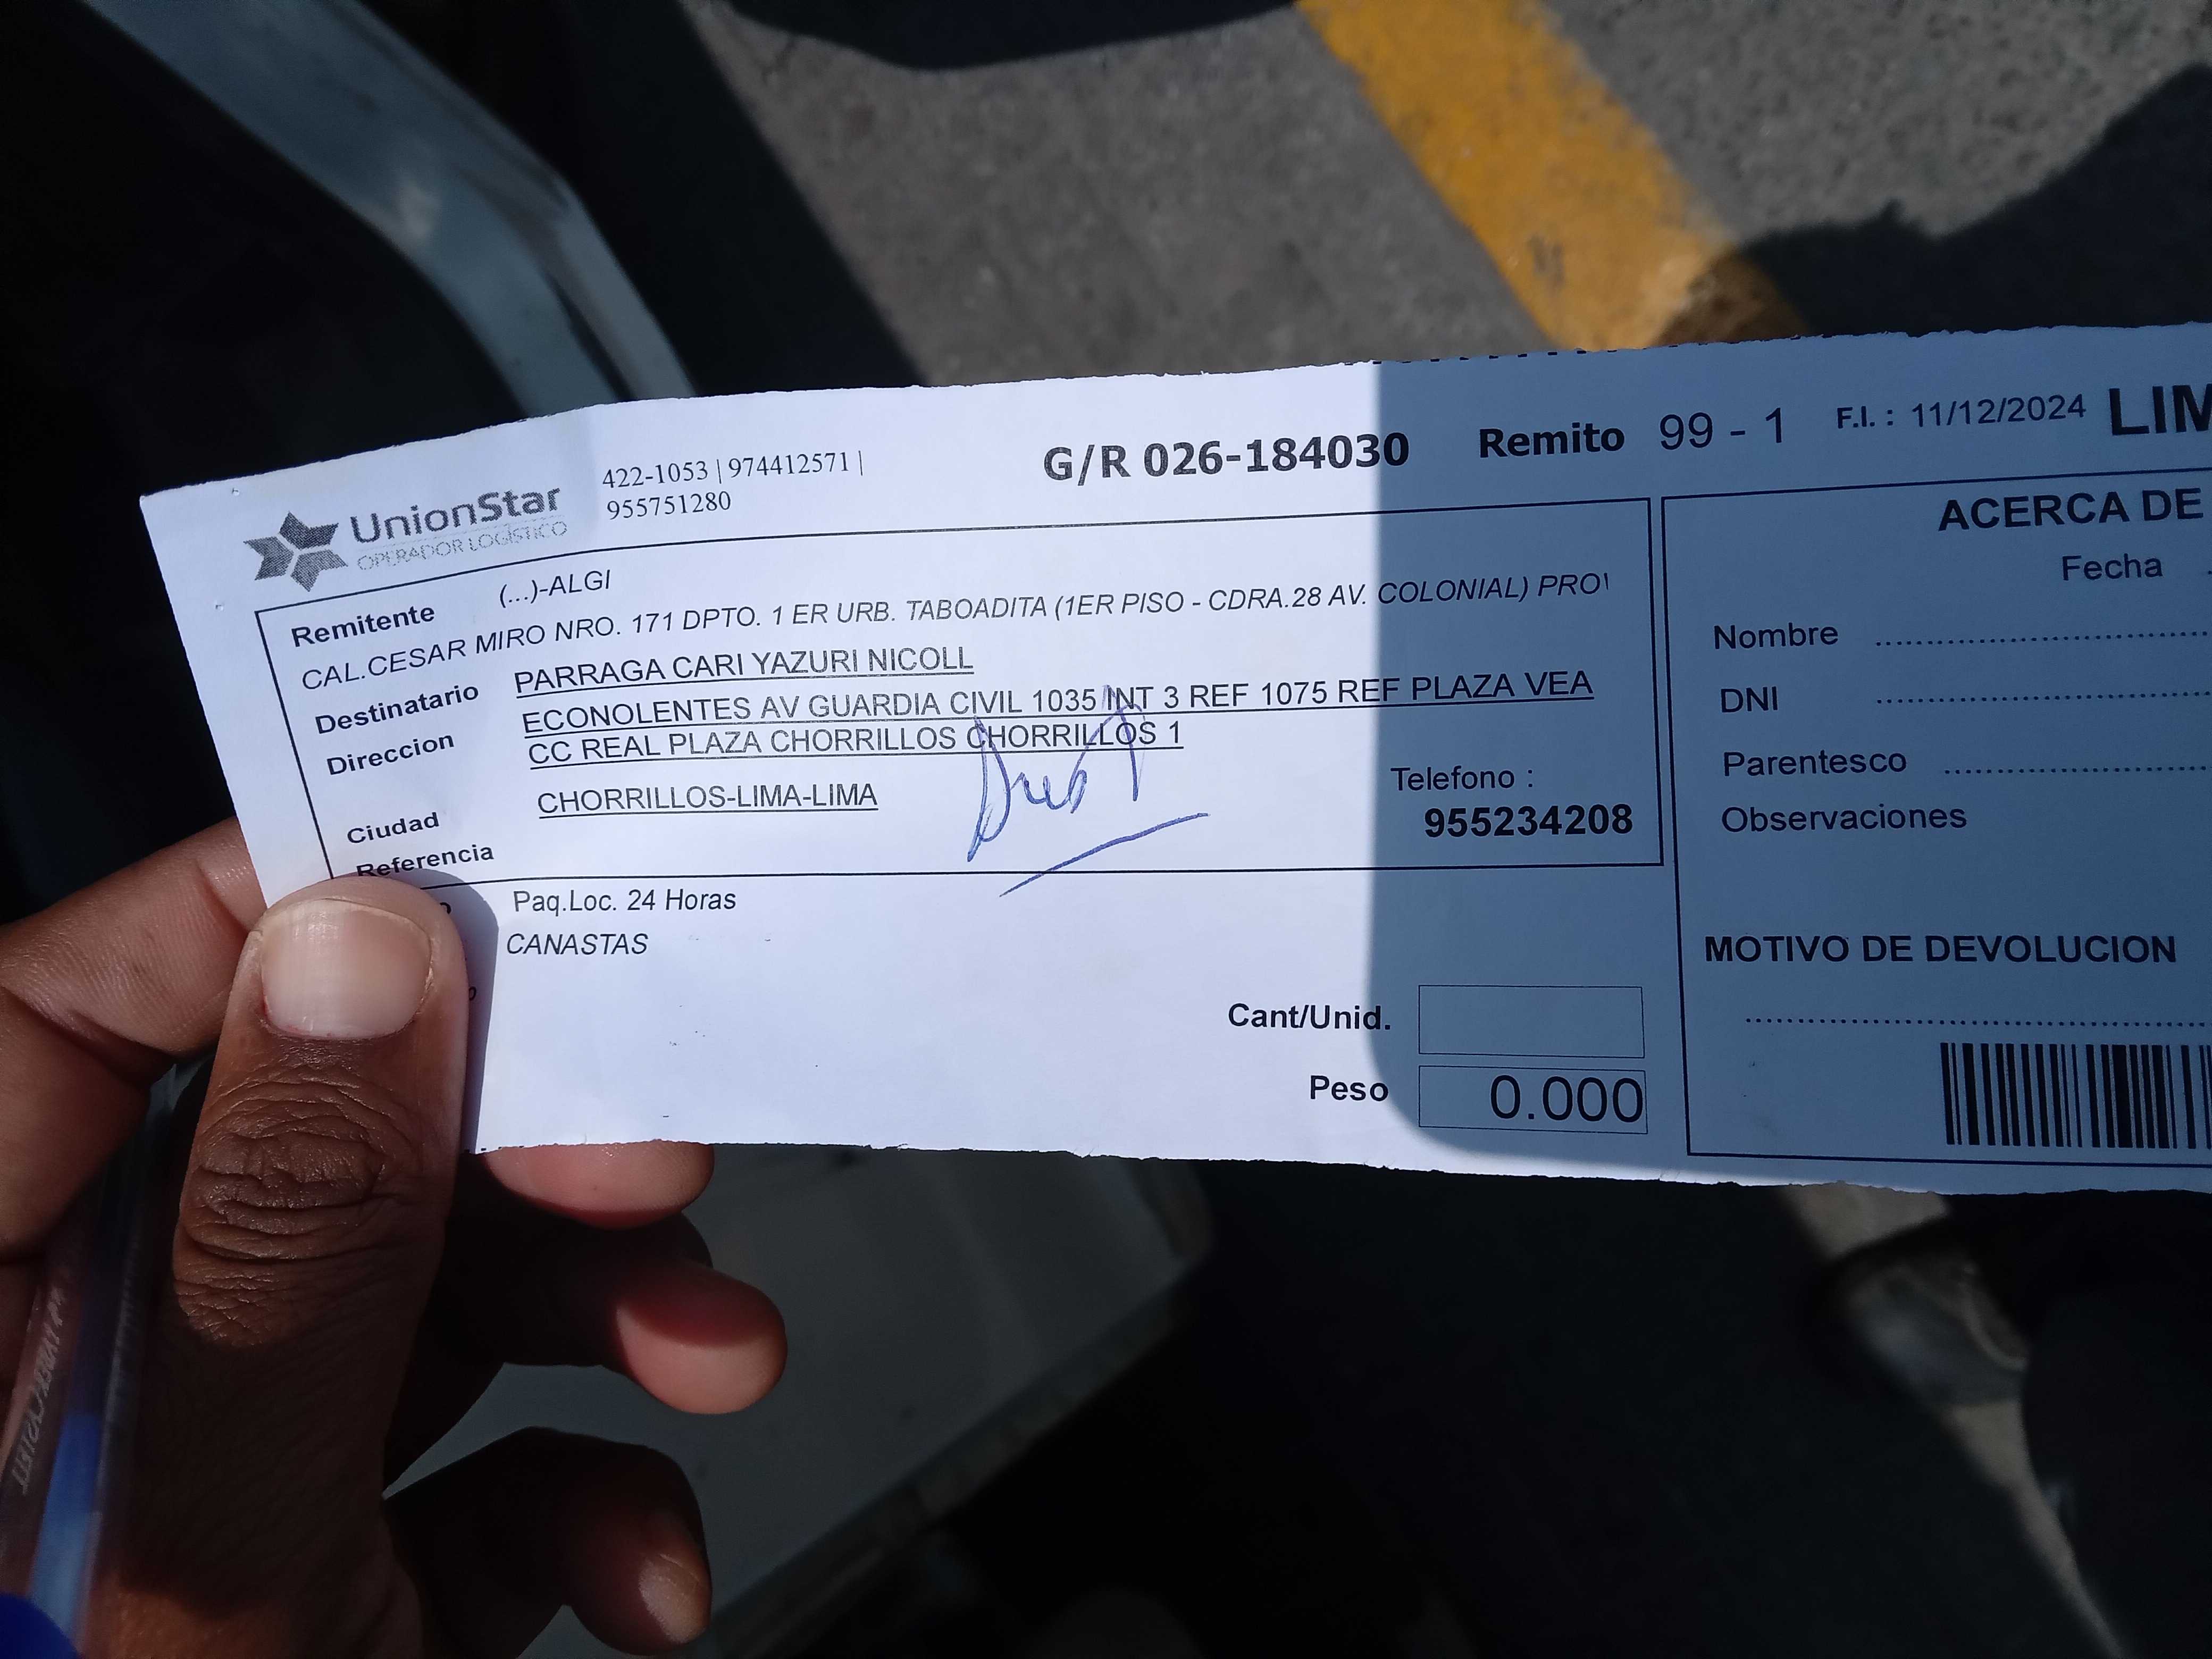 UnionStar
OPERADOR LOGÍSTICO
422-1053 | 974412571 |
955751280
G/R 026-184030
Remito 99 - 1
F.I. : 11/12/2024
Remitente (...)-ALGI
CAL.CESAR MIRO NRO. 171 DPTO. 1 ER URB. TABOADITA (1ER PISO - CDRA.28 AV. COLONIAL)
Destinatario PARRAGA CARI YAZURI NICOLL
Direccion ECONOLENTES AV GUARDIA CIVIL 1035 INT 3 REF 1075 REF PLAZA VEA
CC REAL PLAZA CHORRILLOS CHORRILLOS 1
Ciudad CHORRILLOS-LIMA-LIMA
Telefono :
955234208
Referencia
Paq.Loc. 24 Horas
CANASTAS
Cant/Unid.
Peso 0.000
ACERCA DE
Fecha
Nombre
DNI
Parentesco
Observaciones
MOTIVO DE DEVOLUCION